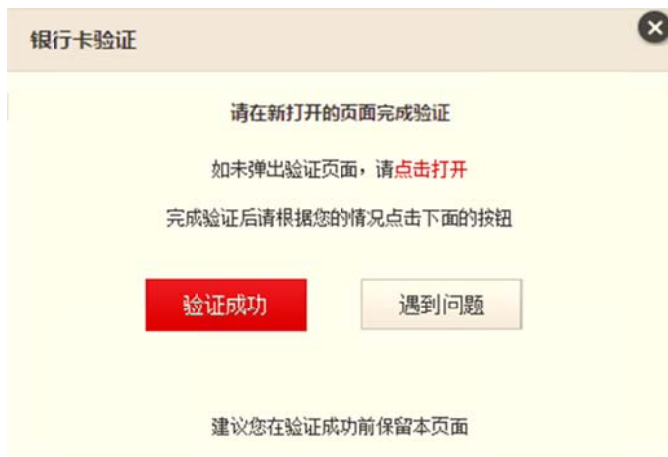 银行卡验证
请在新打开的页面完成验证
如未弹出验证页面，请点击打开
完成验证后请根据您的情况点击下面的按钮
验证成功
遇到问题
建议您在验证成功前保留本页面